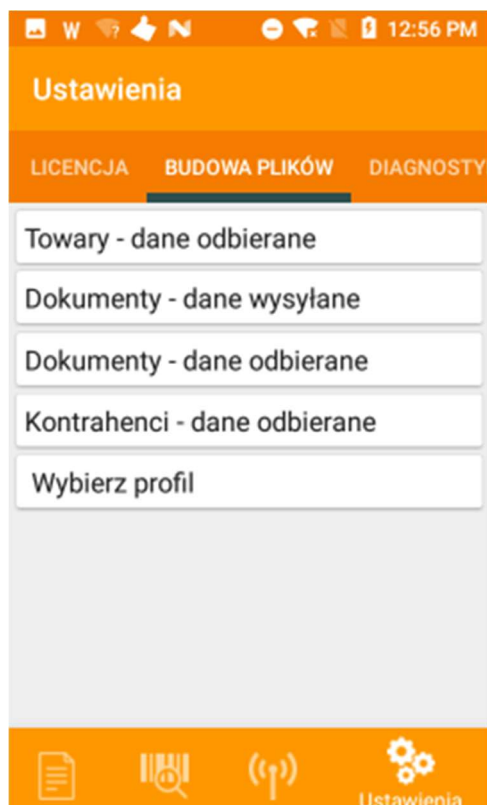 W 12:56 PM
Ustawienia
LICENCJA BUDOWA PLIKÓW DIAGNOSTY
Towary - dane odbierane
Dokumenty - dane wysyłane
Dokumenty - dane odbierane
Kontrahenci - dane odbierane
Wybierz profil
Ustawienia